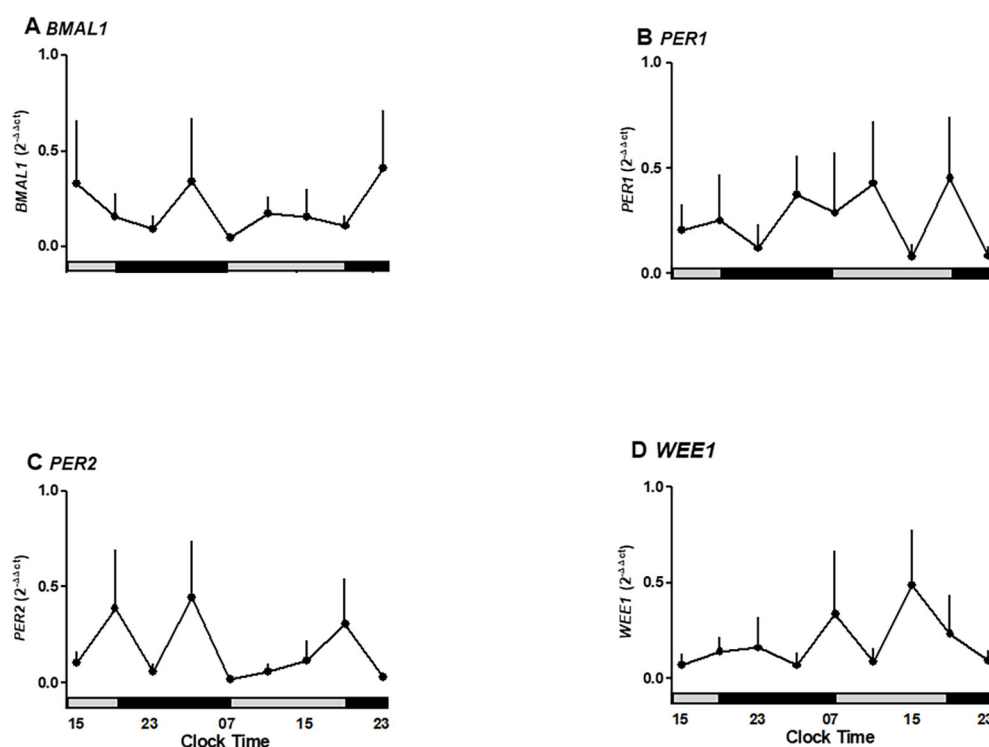 A BMAL1
1.0
0.5
0.0
BMAL1 (2-ΔΔct)
B PER1
1.0
0.5
0.0
PER1 (2-ΔΔct)
C PER2
1.0
0.5
0.0
PER2 (2-ΔΔct)
15 23 07 15 23
Clock Time
D WEE1
1.0
0.5
0.0
WEE1 (2-ΔΔct)
15 23 07 15 23
Clock Time